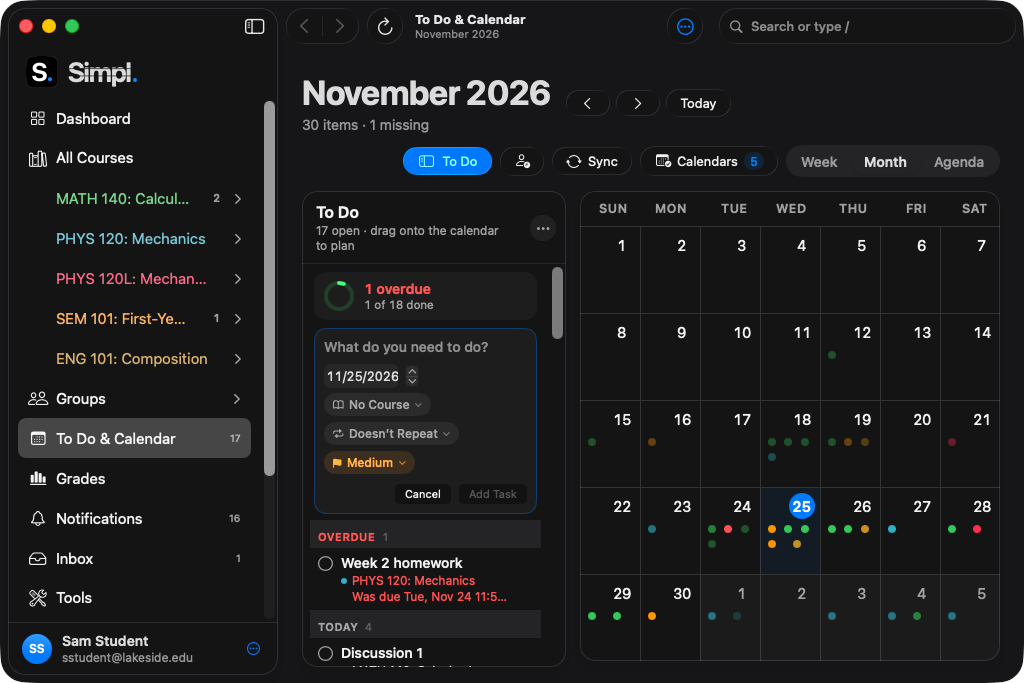 To Do & Calendar
November 2026
Search or type /
S. Simpl.
Dashboard
All Courses
MATH 140: Calcul... 2
PHYS 120: Mechanics
PHYS 120L: Mechan...
SEM 101: First-Ye... 1
ENG 101: Composition
Groups
To Do & Calendar 17
Grades
Notifications 16
Inbox 1
Tools
SS
Sam Student
sstudent@lakeside.edu
November 2026
30 items · 1 missing
Today
To Do
Sync
Calendars 5
Week
Month
Agenda
To Do
17 open · drag onto the calendar
to plan
1 overdue
1 of 18 done
What do you need to do?
11/25/2026
No Course
Doesn't Repeat
Medium
Cancel
Add Task
OVERDUE 1
Week 2 homework
PHYS 120: Mechanics
Was due Tue, Nov 24 11:5...
TODAY 4
Discussion 1
SUN MON TUE WED THU FRI SAT
1 2 3 4 5 6 7
8 9 10 11 12 13 14
15 16 17 18 19 20 21
22 23 24 25 26 27 28
29 30 1 2 3 4 5